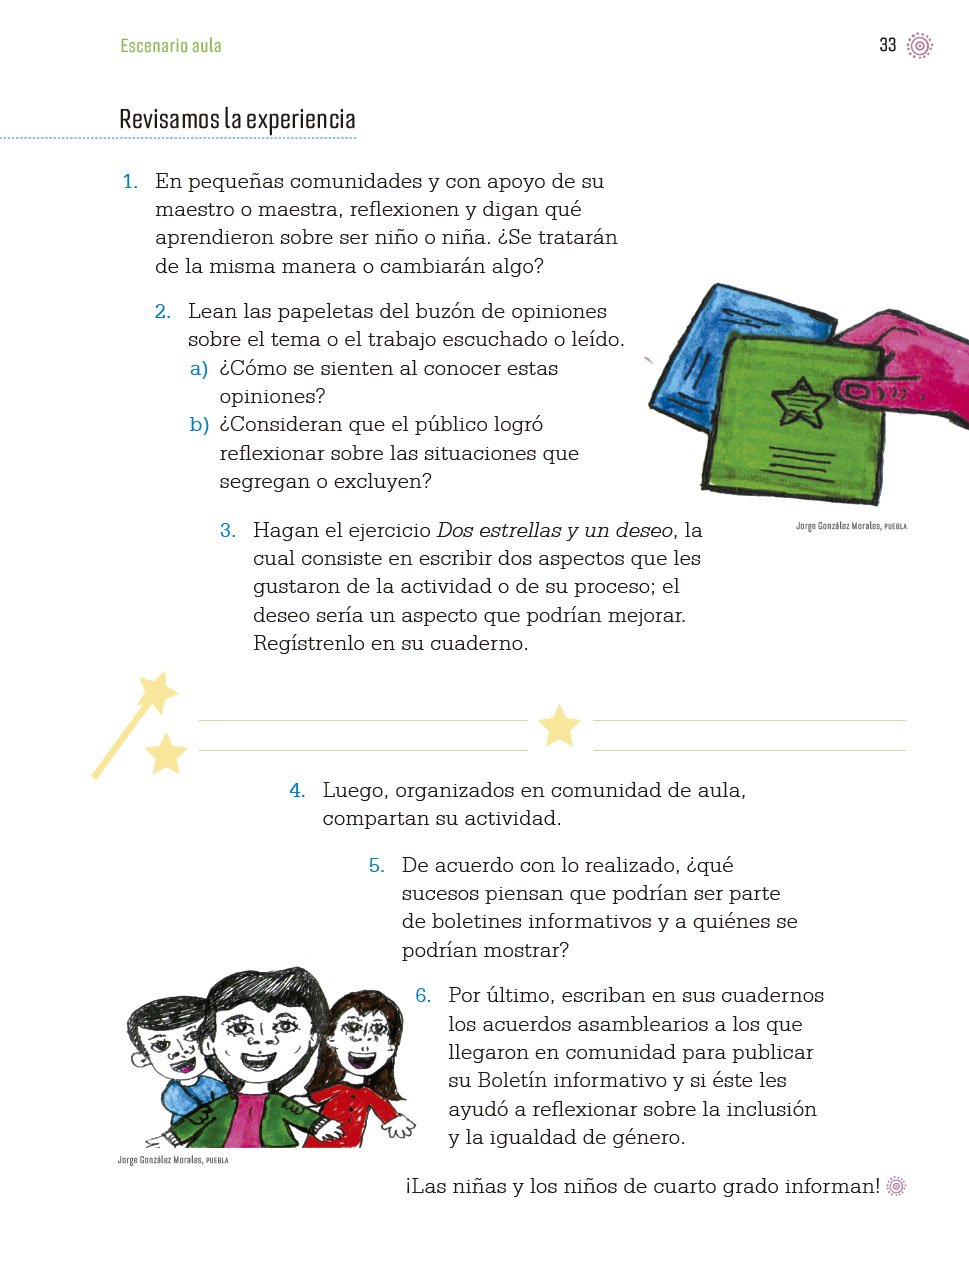 Escenario aula
33
Revisamos la experiencia
1. En pequeñas comunidades y con apoyo de su
maestro o maestra, reflexionen y digan qué
aprendieron sobre ser niño o niña. ¿Se tratarán
de la misma manera o cambiarán algo?
2. Lean las papeletas del buzón de opiniones
sobre el tema o el trabajo escuchado o leído.
a) ¿Cómo se sienten al conocer estas
opiniones?
b) ¿Consideran que el público logró
reflexionar sobre las situaciones que
segregan o excluyen?
Jorge González Morales, PUEBLA
3. Hagan el ejercicio Dos estrellas y un deseo, la
cual consiste en escribir dos aspectos que les
gustaron de la actividad o de su proceso; el
deseo sería un aspecto que podrían mejorar.
Regístrenlo en su cuaderno.
4. Luego, organizados en comunidad de aula,
compartan su actividad.
5. De acuerdo con lo realizado, ¿qué
sucesos piensan que podrían ser parte
de boletines informativos y a quiénes se
podrían mostrar?
6. Por último, escriban en sus cuadernos
los acuerdos asamblearios a los que
llegaron en comunidad para publicar
su Boletín informativo y si éste les
ayudó a reflexionar sobre la inclusión
y la igualdad de género.
Jorge González Morales, PUEBLA
¡Las niñas y los niños de cuarto grado informan!